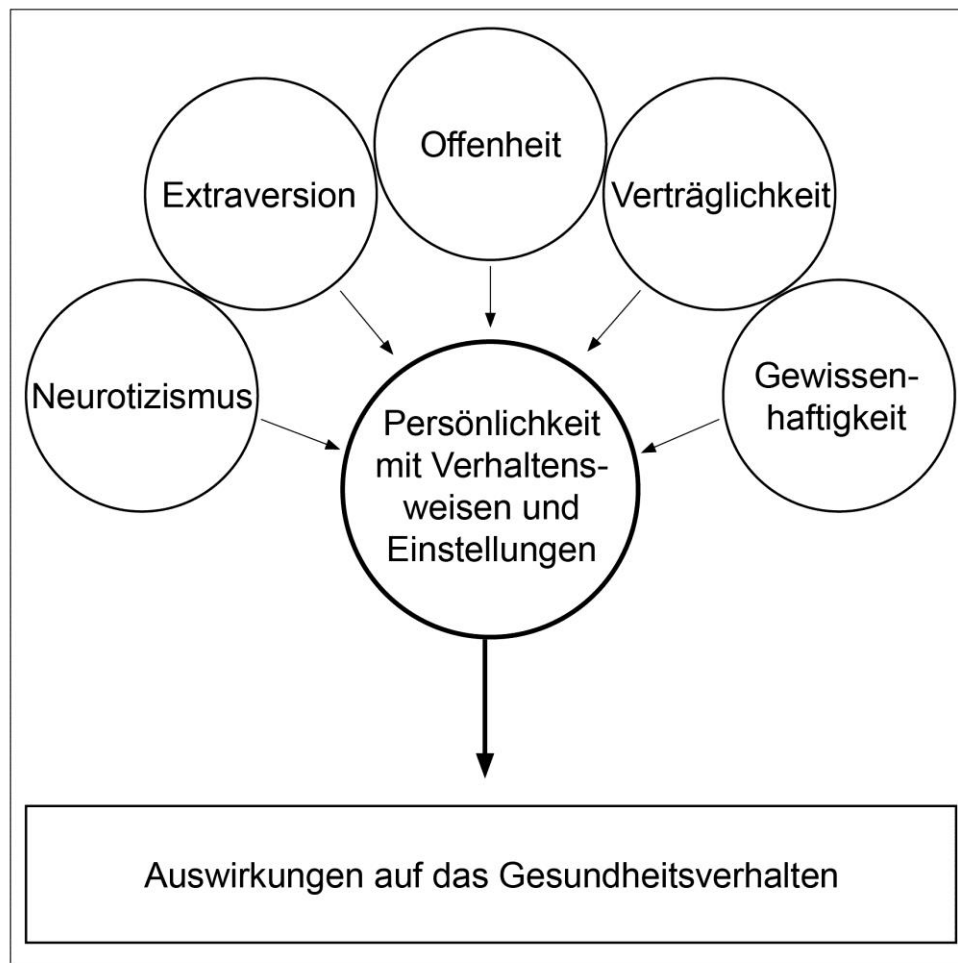 Offenheit
Extraversion
Verträglichkeit
Neurotizismus
Gewissen-
haftigkeit
Persönlichkeit
mit Verhaltens-
weisen und
Einstellungen
Auswirkungen auf das Gesundheitsverhalten